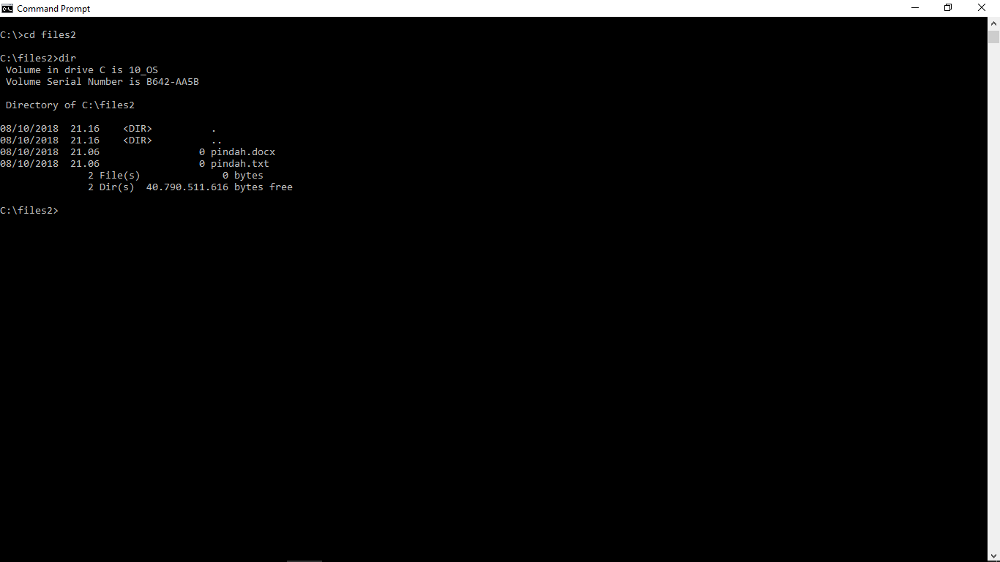 Command Prompt
C:\>cd files2
C:\files2>dir
 Volume in drive C is 10_OS
 Volume Serial Number is B642-AA5B
 Directory of C:\files2
08/10/2018  21.16    <DIR>          .
08/10/2018  21.16    <DIR>          ..
08/10/2018  21.06                 0 pindah.docx
08/10/2018  21.06                 0 pindah.txt
               2 File(s)              0 bytes
               2 Dir(s)  40.790.511.616 bytes free
C:\files2>